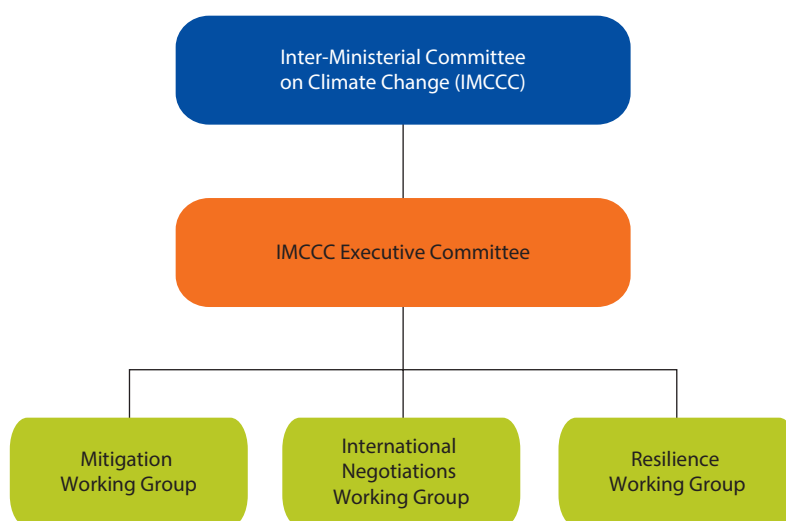 Inter-Ministerial Committee
on Climate Change (IMCCC)
IMCCC Executive Committee
Mitigation
Working Group
International
Negotiations
Working Group
Resilience
Working Group